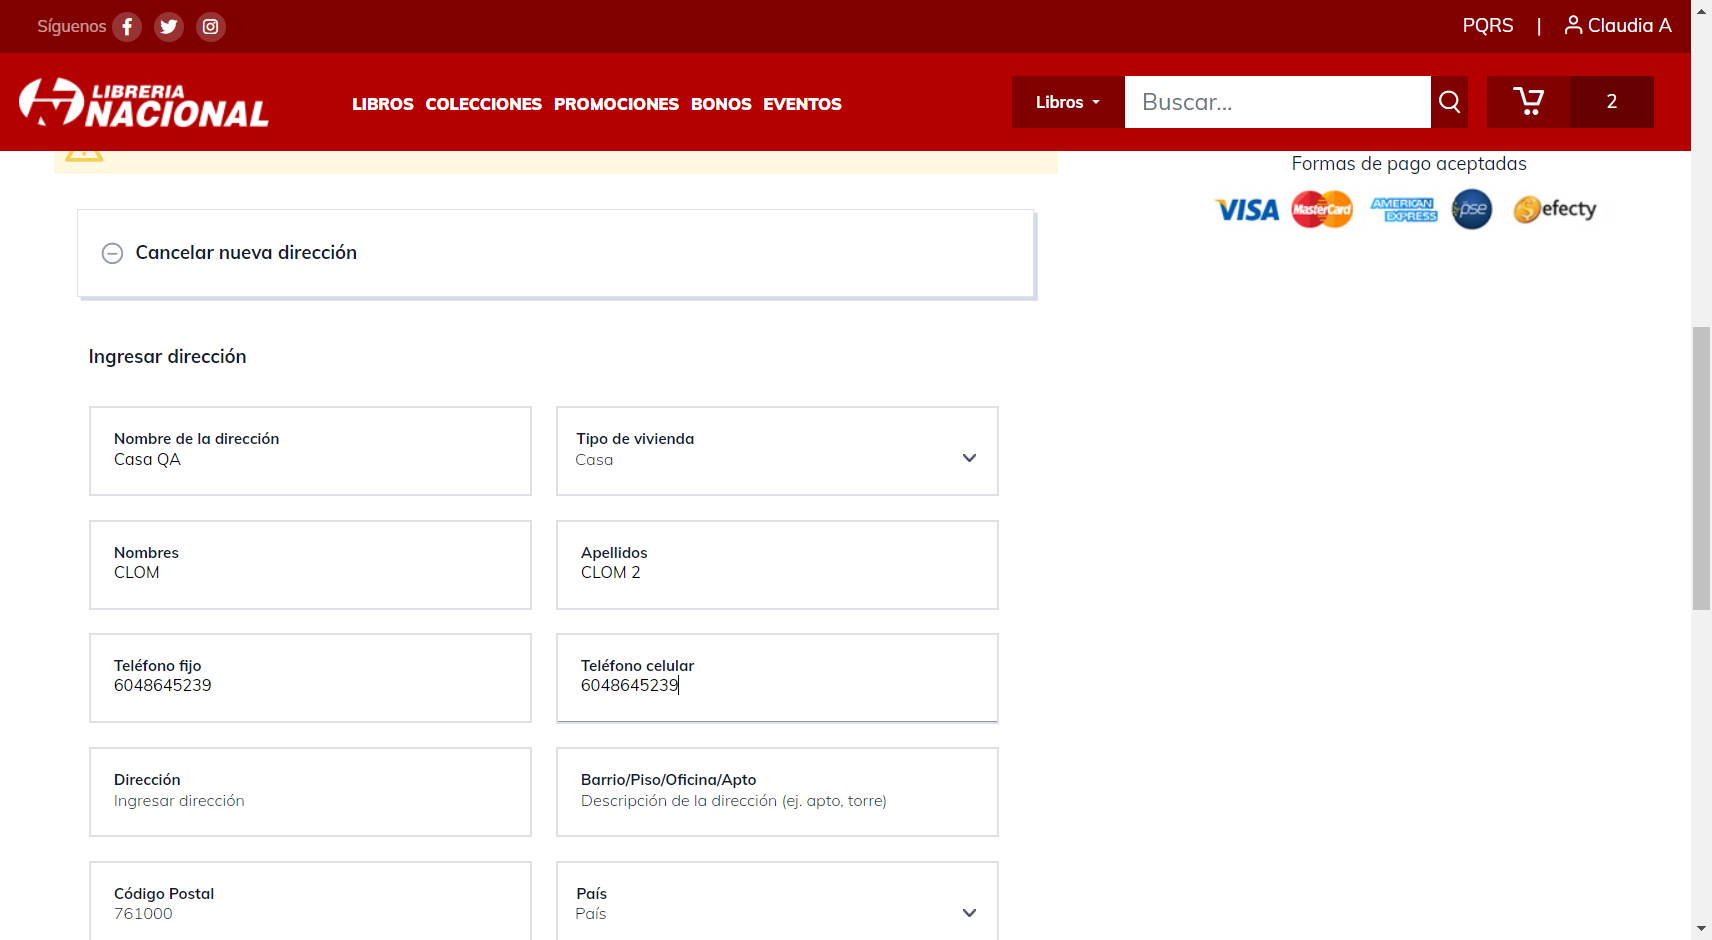 Síguenos
PQRS | Claudia A
LIBRERIA
NACIONAL
LIBROS COLECCIONES PROMOCIONES BONOS EVENTOS
Libros
Buscar...
2
Formas de pago aceptadas
VISA MasterCard AMERICAN EXPRESS pse efecty
Cancelar nueva dirección
Ingresar dirección
Nombre de la dirección
Casa QA
Tipo de vivienda
Casa
Nombres
CLOM
Apellidos
CLOM 2
Teléfono fijo
6048645239
Teléfono celular
6048645239
Dirección
Ingresar dirección
Barrio/Piso/Oficina/Apto
Descripción de la dirección (ej. apto, torre)
Código Postal
761000
País
País